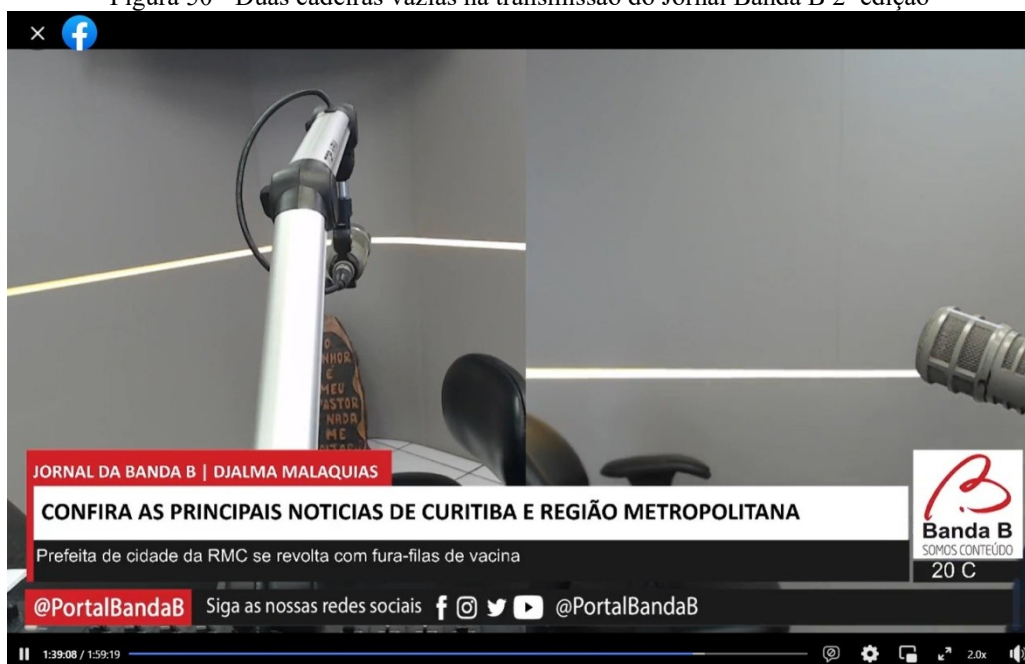 Figura 50 - Duas cadeiras vazias na transmissão do Jornal Banda B 2ª edição
O
NHOR
É
MEU
ASTOR
NADA
ME
JORNAL DA BANDA B | DJALMA MALAQUIAS
CONFIRA AS PRINCIPAIS NOTICIAS DE CURITIBA E REGIÃO METROPOLITANA
Prefeita de cidade da RMC se revolta com fura-filas de vacina
Banda B
SOMOS CONTEÚDO
20 C
@PortalBandaB Siga as nossas redes sociais @PortalBandaB
1:39:08 / 1:59:19 2.0x